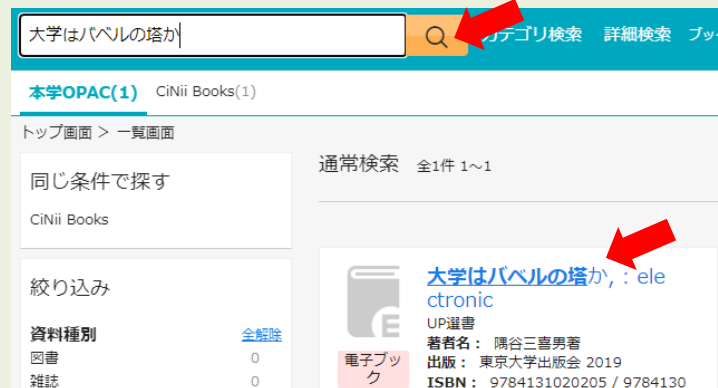 大学はバベルの塔か
カテゴリ検索 詳細検索 ブッ
本学OPAC(1) CiNii Books(1)
トップ画面 > 一覧画面
同じ条件で探す
CiNii Books
絞り込み
資料種別 全解除
図書 0
雑誌 0
通常検索 全1件 1～1
大学はバベルの塔か, : ele
ctronic
UP選書
著者名： 隅谷三喜男著
出版： 東京大学出版会 2019
ISBN： 9784131020205 / 9784130
電子ブッ
ク